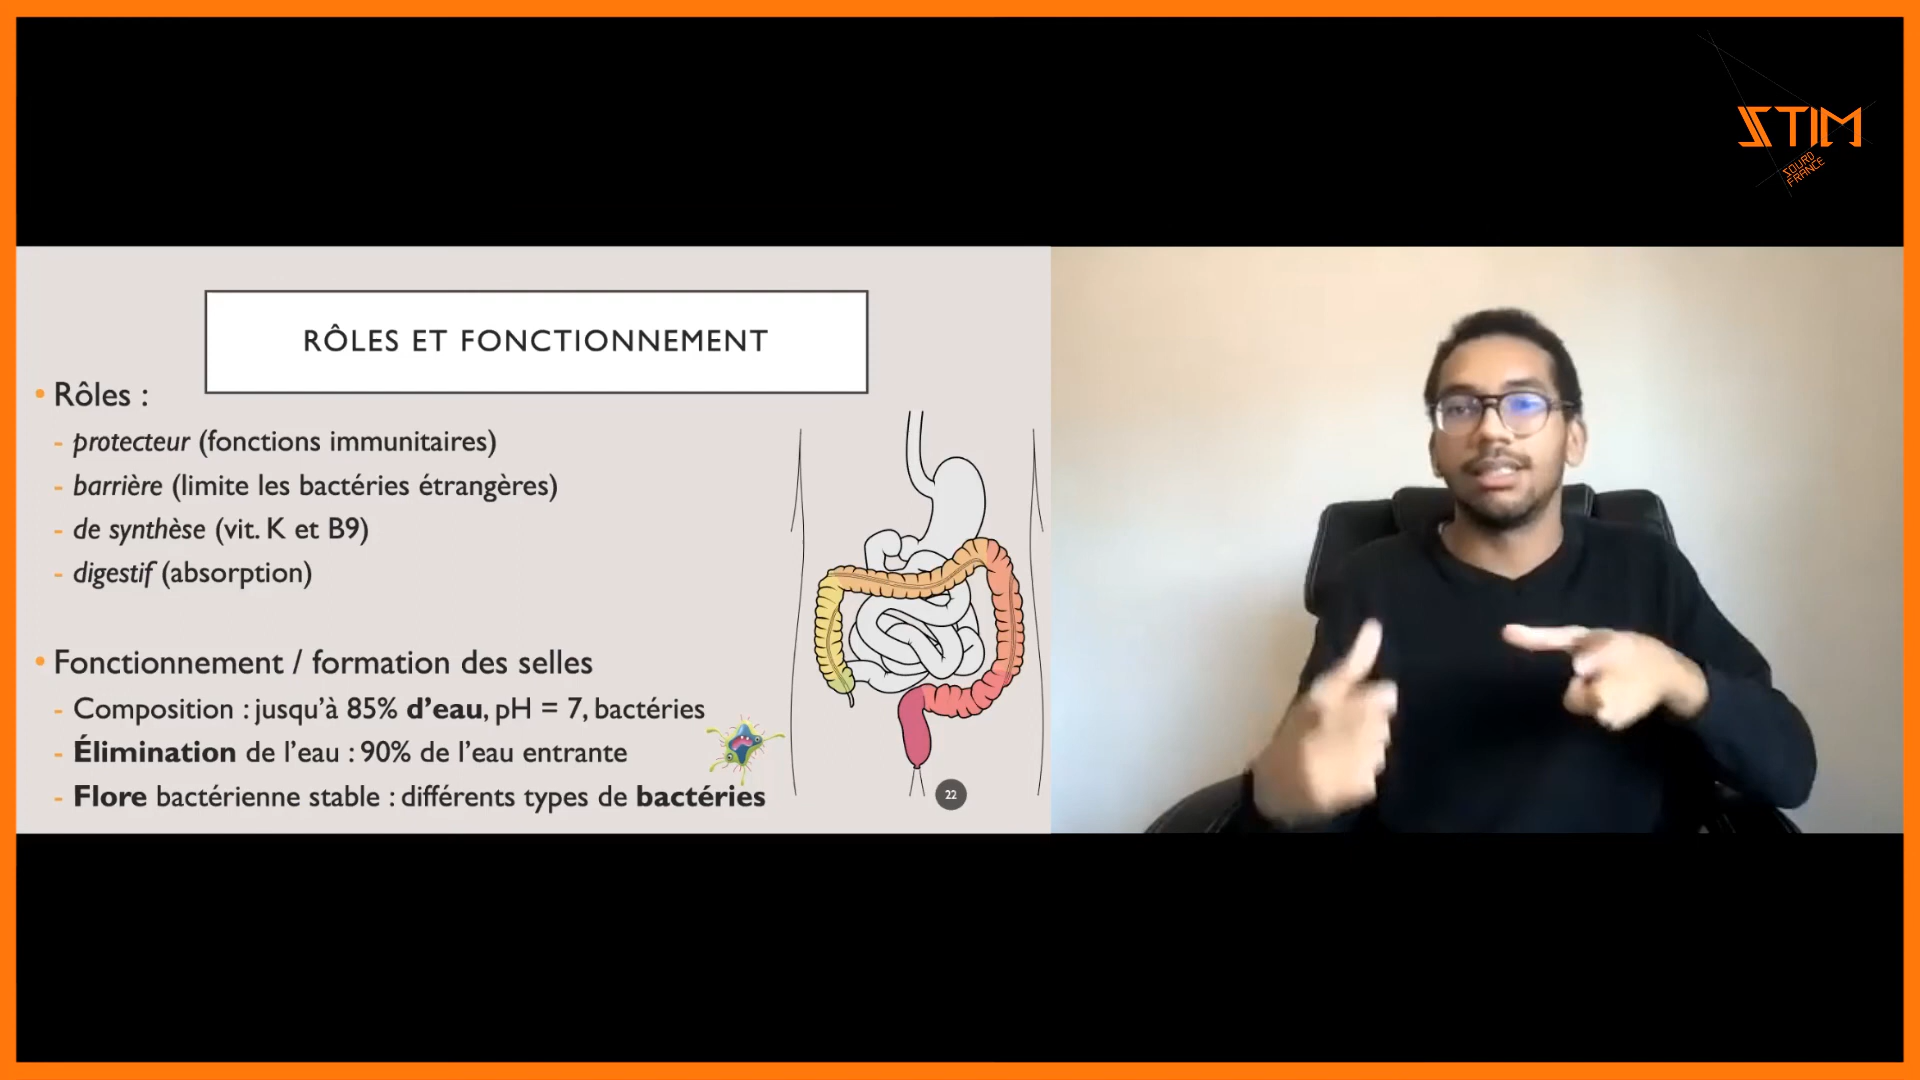 STIM
SOURD
FRANCE
RÔLES ET FONCTIONNEMENT
• Rôles :
- protecteur (fonctions immunitaires)
- barrière (limite les bactéries étrangères)
- de synthèse (vit. K et B9)
- digestif (absorption)
• Fonctionnement / formation des selles
- Composition : jusqu'à 85% d'eau, pH = 7, bactéries
- Élimination de l'eau : 90% de l'eau entrante
- Flore bactérienne stable : différents types de bactéries
22